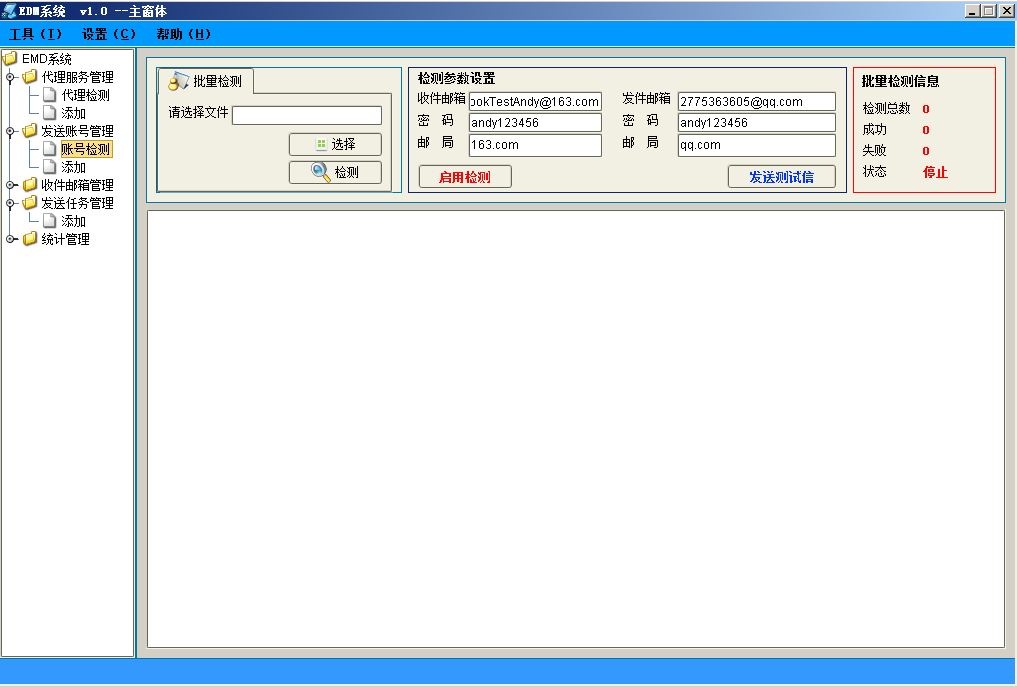 EDM系统 v1.0 --主窗体
工具(I) 设置(C) 帮助(H)
EMD系统
代理服务管理
代理检测
添加
发送账号管理
账号检测
添加
收件邮箱管理
发送任务管理
添加
统计管理
批量检测
请选择文件
选择
检测
检测参数设置
收件邮箱 ookTestAndy@163.com 发件邮箱 2775363605@qq.com
密 码 andy123456 密 码 andy123456
邮 局 163.com 邮 局 qq.com
启用检测 发送测试信
批量检测信息
检测总数 0
成功 0
失败 0
状态 停止